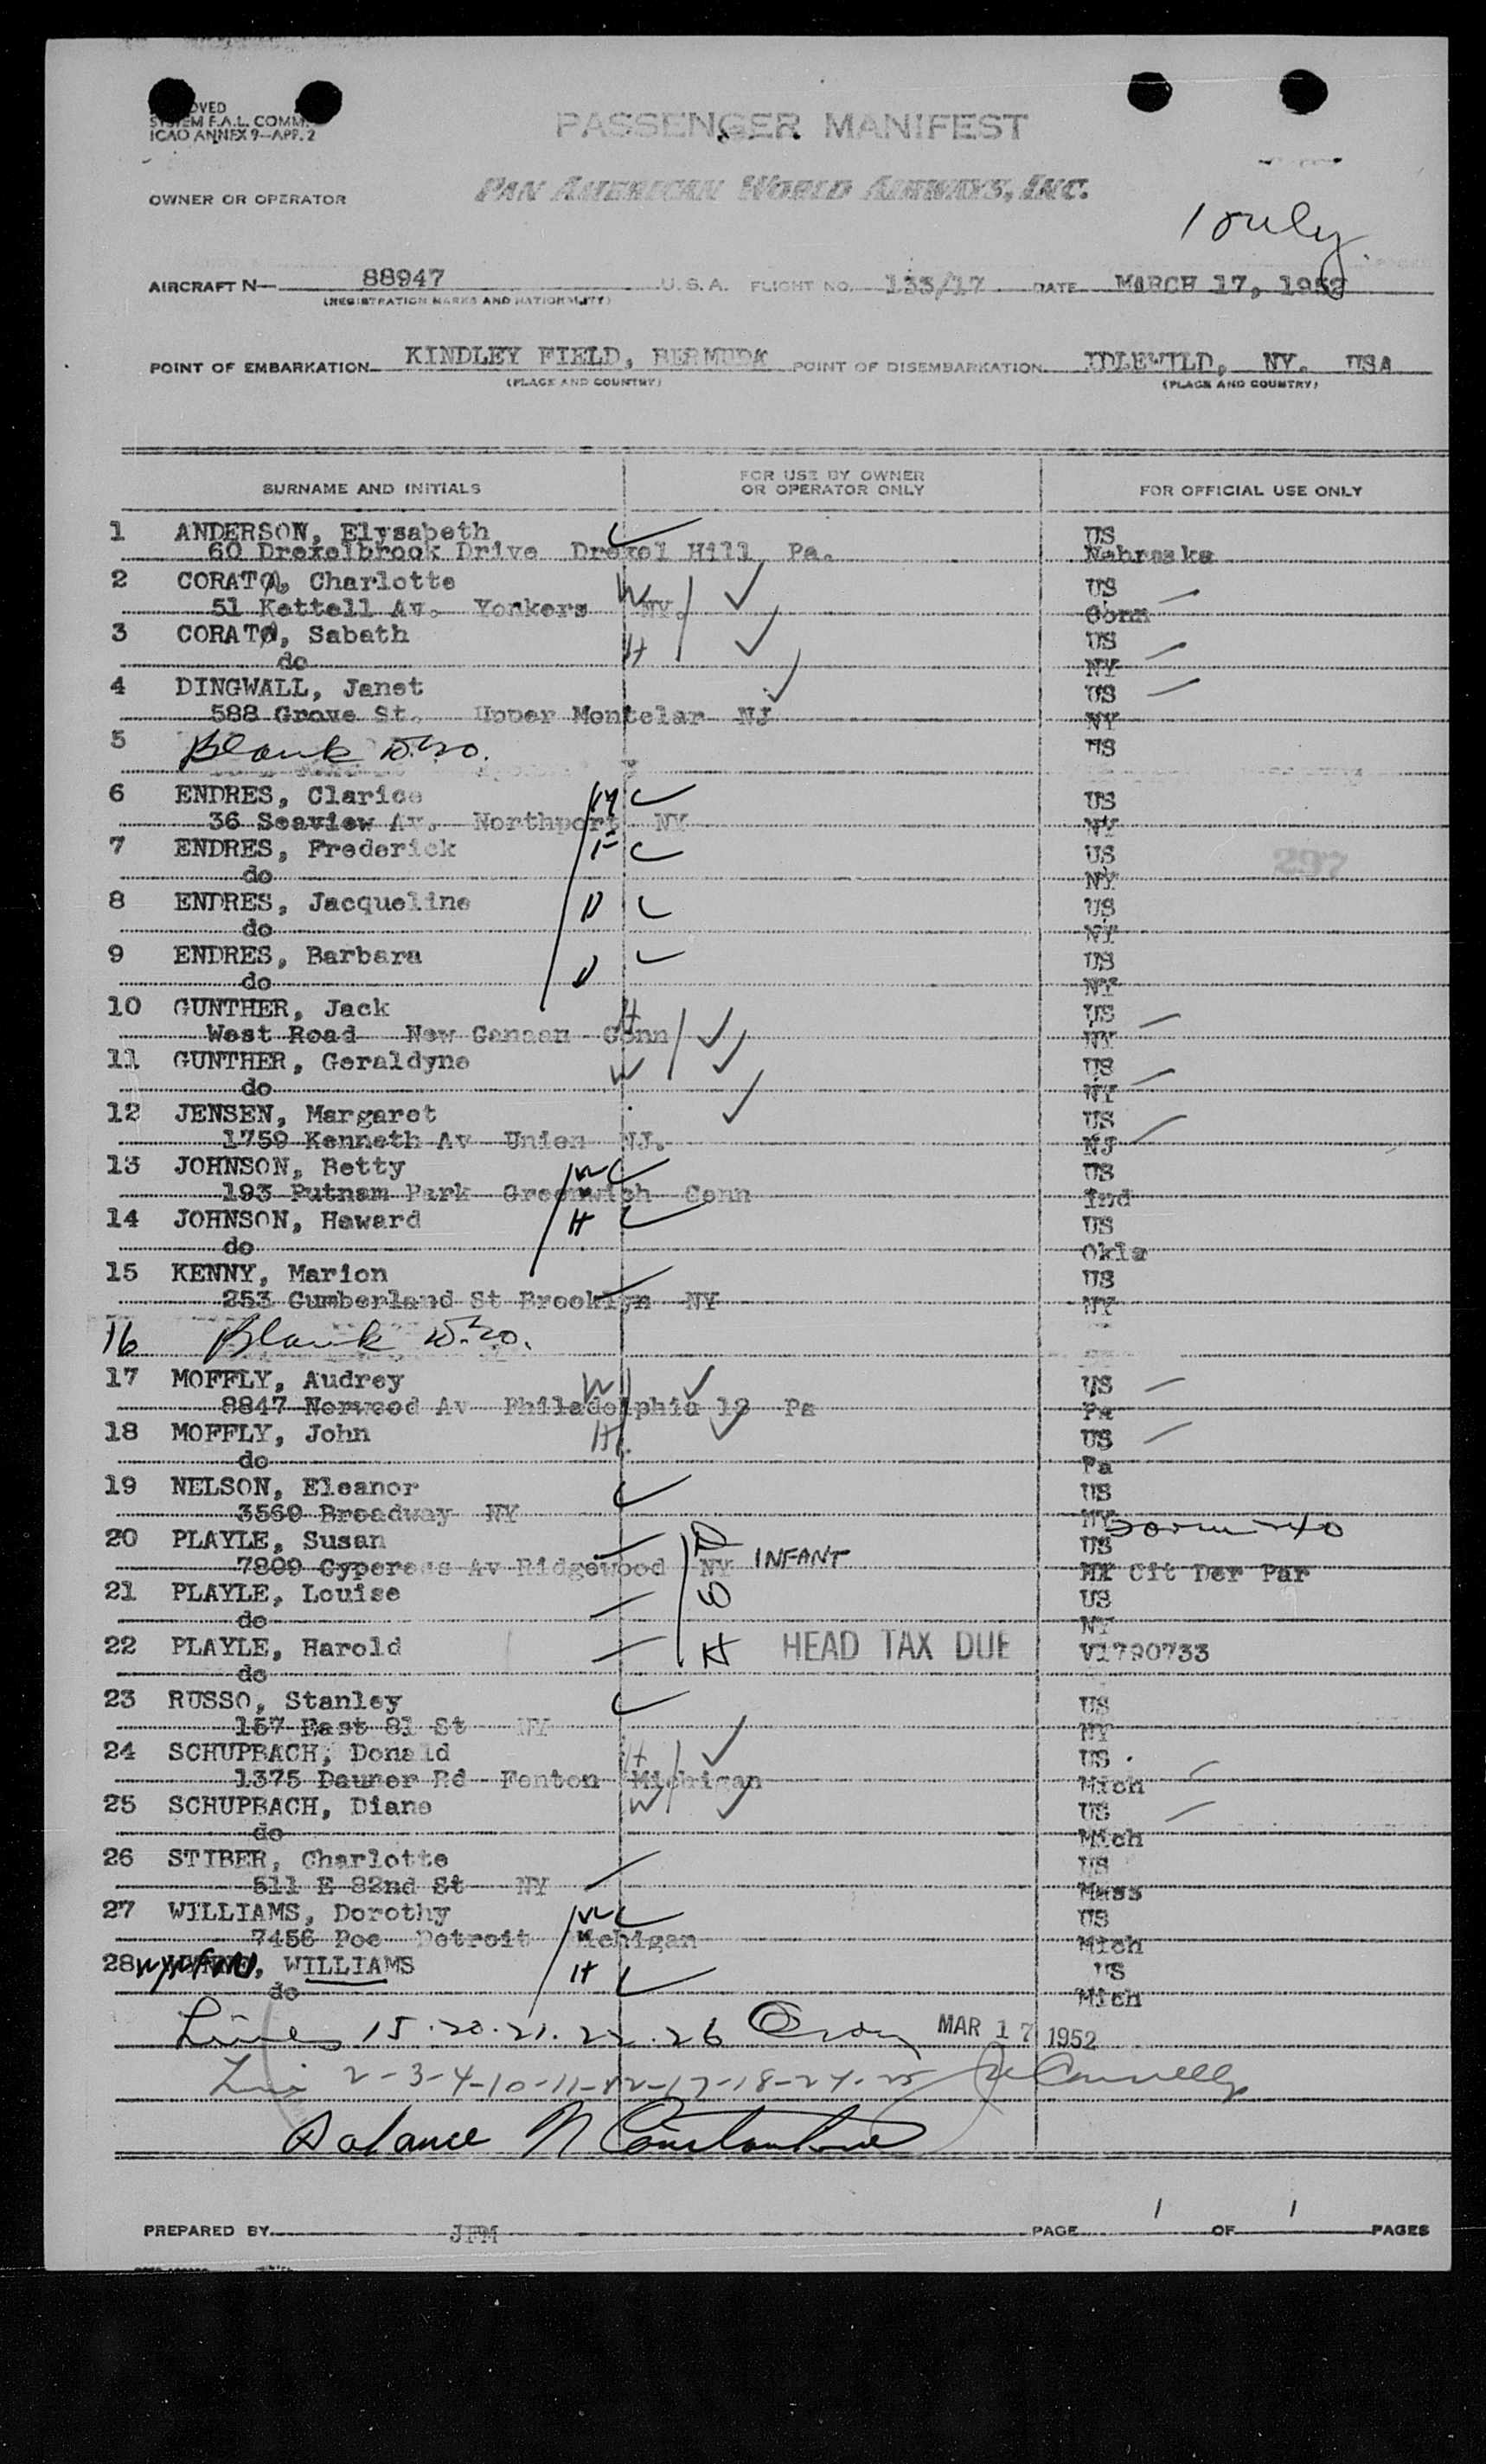 OVED
SYSTEM F.A.L. COMM.
ICAO ANNEX 9—APP. 2
PASSENGER MANIFEST
OWNER OR OPERATOR PAN AMERICAN WORLD AIRWAYS, INC.
1 only
AIRCRAFT N— 88947 U.S.A. FLIGHT NO. 133/17 DATE MARCH 17, 1952
(REGISTRATION MARKS AND NATIONALITY)
POINT OF EMBARKATION KINDLEY FIELD, BERMUDA POINT OF DISEMBARKATION IDLEWILD, NY. USA
(PLACE AND COUNTRY) (PLACE AND COUNTRY)
SURNAME AND INITIALS FOR USE BY OWNER OR OPERATOR ONLY FOR OFFICIAL USE ONLY
1 ANDERSON, Elysabeth US
60 Drexelbrook Drive Drexel Hill Pa. Nebraska
2 CORATO, Charlotte W US
51 Kettell Av. Yonkers NY. Conn
3 CORATO, Sabath H US
do NY
4 DINGWALL, Janet US
588 Grove St. Upper Montclar NJ NY
5 Blank US
6 ENDRES, Clarice M US
36 Seaview Av. Northport NY NY
7 ENDRES, Frederick F US
do NY
8 ENDRES, Jacqueline D US
do NY
9 ENDRES, Barbara D US
do NY
10 GUNTHER, Jack H US
West Road New Canaan Conn NY
11 GUNTHER, Geraldyne W US
do NY
12 JENSEN, Margaret US
1759 Kenneth Av Union NJ. NJ
13 JOHNSON, Betty W US
193 Putnam Park Greenwich Conn Ind
14 JOHNSON, Howard H US
do Okla
15 KENNY, Marion US
253 Cumberland St Brooklyn NY NY
16 Blank
17 MOFFLY, Audrey W US
8847 Norwood Av Philadelphia 18 Pa Pa
18 MOFFLY, John H US
do Pa
19 NELSON, Eleanor US
3569 Broadway NY NY
20 PLAYLE, Susan D US
7809 Cyperess Av Ridgewood NY INFANT NY Cit Der Par
21 PLAYLE, Louise W US
do NY
22 PLAYLE, Harold H HEAD TAX DUE V1790733
do
23 RUSSO, Stanley US
157 East 81 St NY NY
24 SCHUPBACH, Donald H US
1375 Dauner Rd Fenton Michigan Mich
25 SCHUPBACH, Diane W US
do Mich
26 STIBER, Charlotte US
511 E 82nd St NY Mass
27 WILLIAMS, Dorothy W US
7456 Poe Detroit Michigan Mich
28 WILLIAMS H US
do Mich
Lines 15.20.21.22.26 MAR 17 1952
2-3-4-10-11-12-17-18-24-25
Balance N Constantine
PREPARED BY JFM PAGE 1 OF 1 PAGES
297